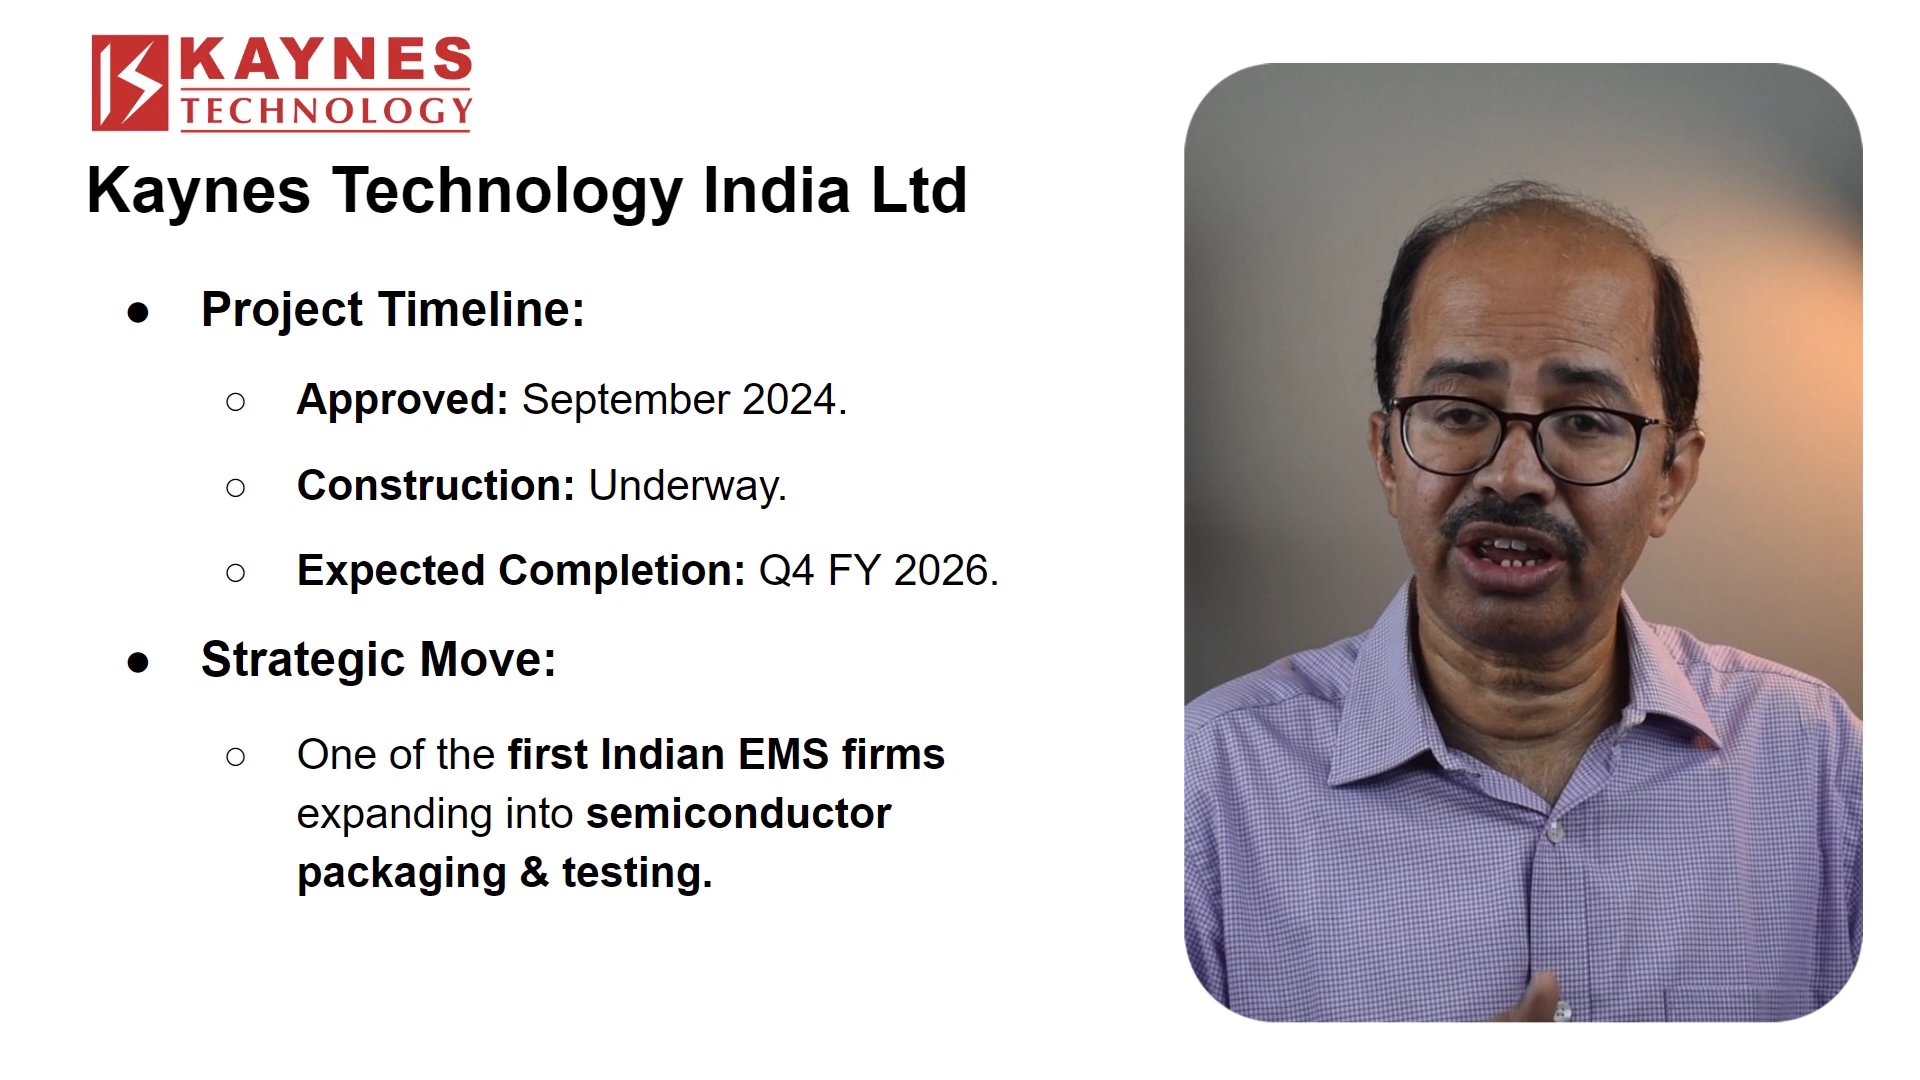 KAYNES
TECHNOLOGY
Kaynes Technology India Ltd
● Project Timeline:
○ Approved: September 2024.
○ Construction: Underway.
○ Expected Completion: Q4 FY 2026.
● Strategic Move:
○ One of the first Indian EMS firms
expanding into semiconductor
packaging & testing.